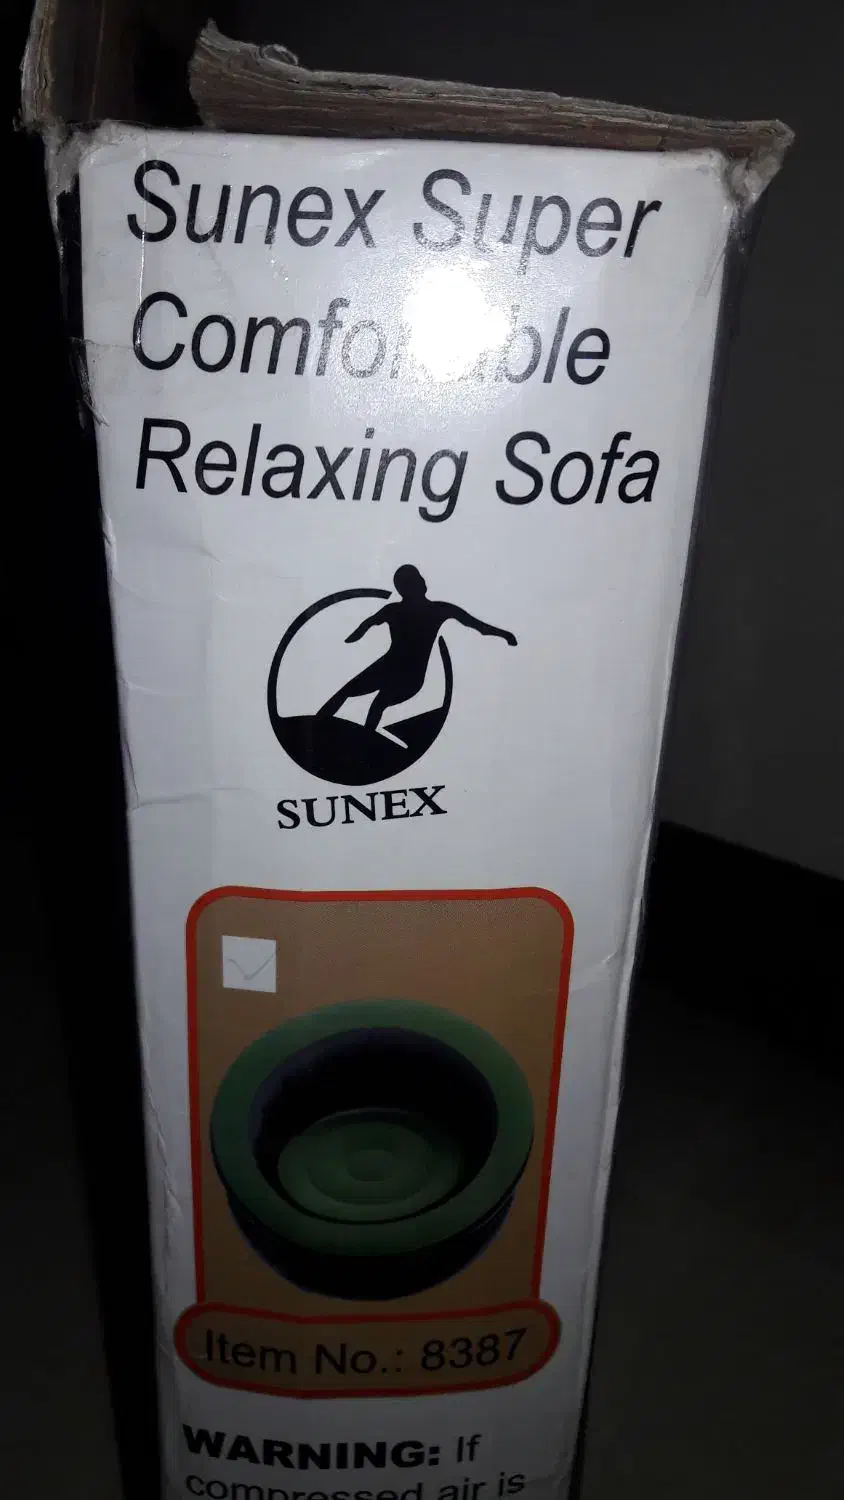 Sunex Super
Comfortable
Relaxing Sofa
SUNEX
Item No.: 8387
WARNING: If
compressed air is